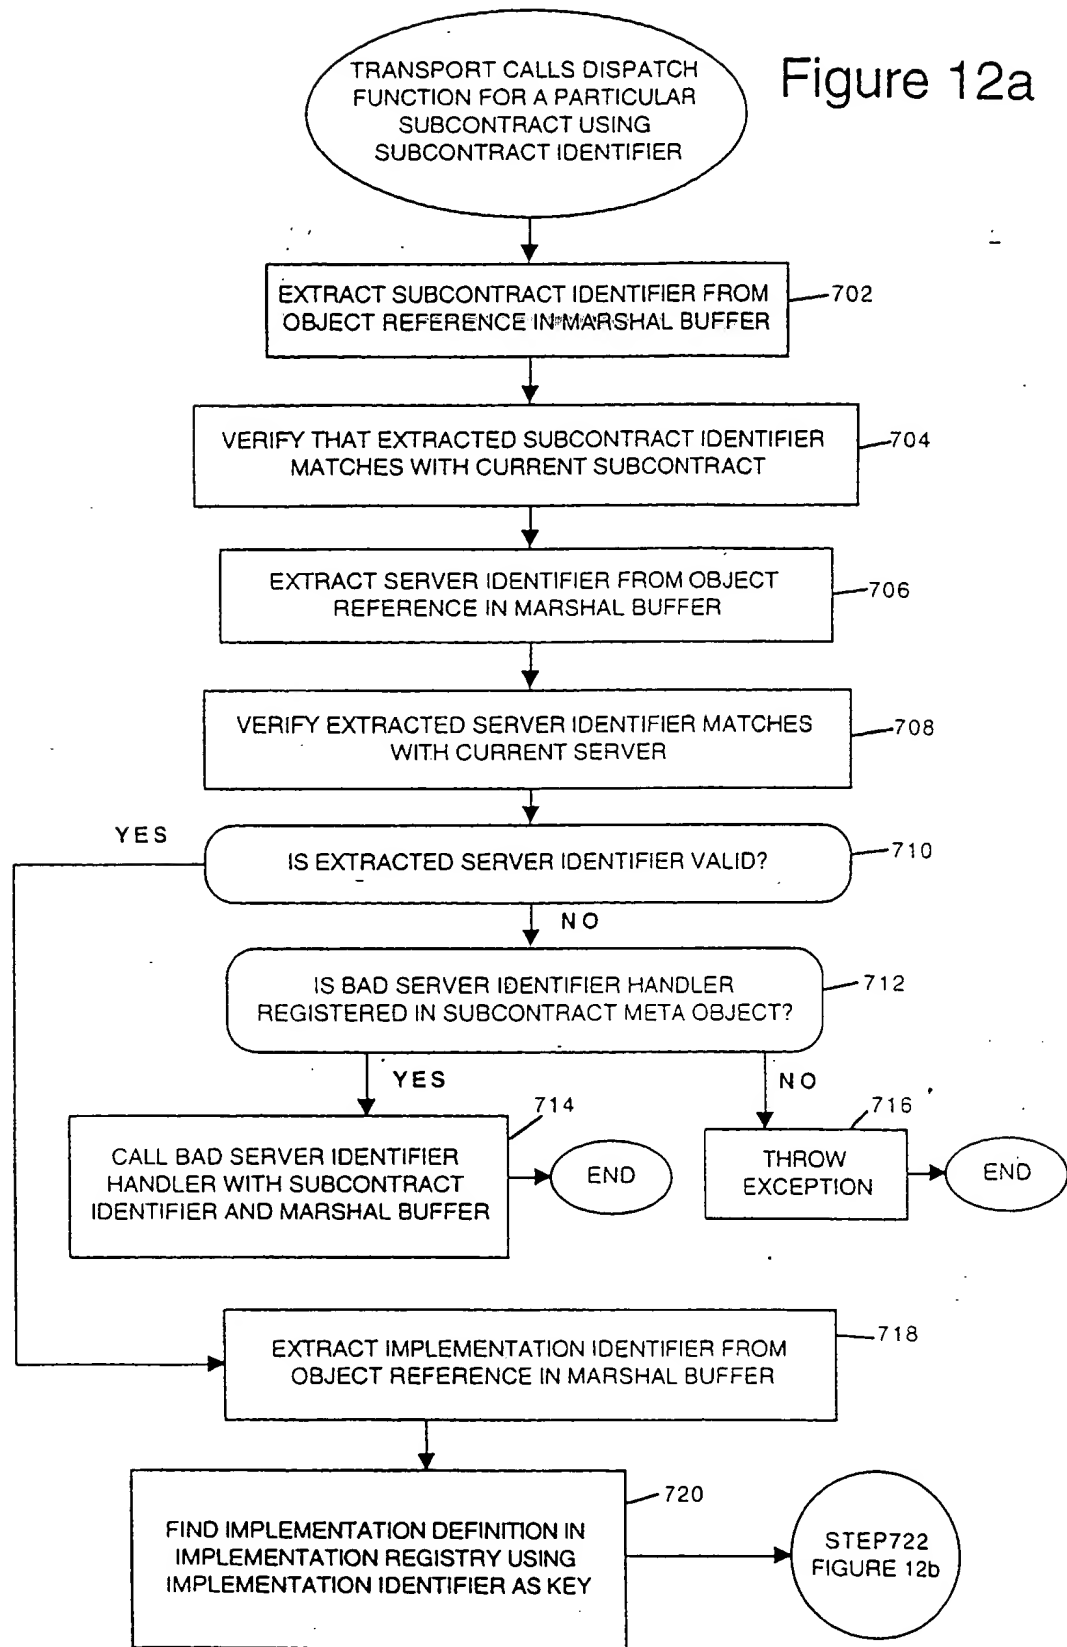 Figure 12a
TRANSPORT CALLS DISPATCH
FUNCTION FOR A PARTICULAR
SUBCONTRACT USING
SUBCONTRACT IDENTIFIER
EXTRACT SUBCONTRACT IDENTIFIER FROM
OBJECT REFERENCE IN MARSHAL BUFFER
702
VERIFY THAT EXTRACTED SUBCONTRACT IDENTIFIER
MATCHES WITH CURRENT SUBCONTRACT
704
EXTRACT SERVER IDENTIFIER FROM OBJECT
REFERENCE IN MARSHAL BUFFER
706
VERIFY EXTRACTED SERVER IDENTIFIER MATCHES
WITH CURRENT SERVER
708
YES
IS EXTRACTED SERVER IDENTIFIER VALID?
710
NO
IS BAD SERVER IDENTIFIER HANDLER
REGISTERED IN SUBCONTRACT META OBJECT?
712
YES
NO
714
CALL BAD SERVER IDENTIFIER
HANDLER WITH SUBCONTRACT
IDENTIFIER AND MARSHAL BUFFER
END
716
THROW
EXCEPTION
END
EXTRACT IMPLEMENTATION IDENTIFIER FROM
OBJECT REFERENCE IN MARSHAL BUFFER
718
FIND IMPLEMENTATION DEFINITION IN
IMPLEMENTATION REGISTRY USING
IMPLEMENTATION IDENTIFIER AS KEY
720
STEP722
FIGURE 12b